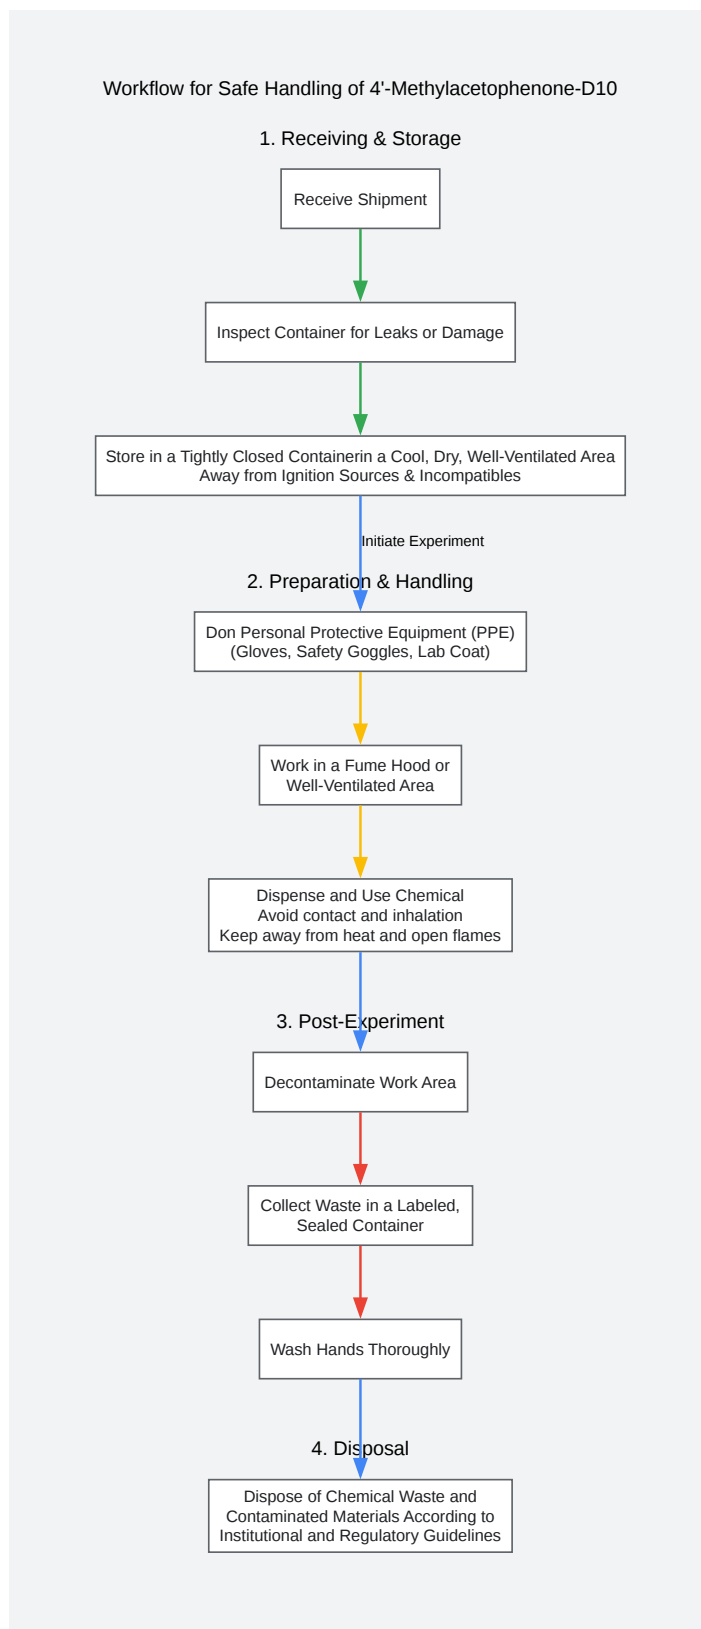 Workflow for Safe Handling of 4'-Methylacetophenone-D10
1. Receiving & Storage
Receive Shipment
Inspect Container for Leaks or Damage
Store in a Tightly Closed Containerin a Cool, Dry, Well-Ventilated Area
Away from Ignition Sources & Incompatibles
Initiate Experiment
2. Preparation & Handling
Don Personal Protective Equipment (PPE)
(Gloves, Safety Goggles, Lab Coat)
Work in a Fume Hood or
Well-Ventilated Area
Dispense and Use Chemical
Avoid contact and inhalation
Keep away from heat and open flames
3. Post-Experiment
Decontaminate Work Area
Collect Waste in a Labeled,
Sealed Container
Wash Hands Thoroughly
4. Disposal
Dispose of Chemical Waste and
Contaminated Materials According to
Institutional and Regulatory Guidelines